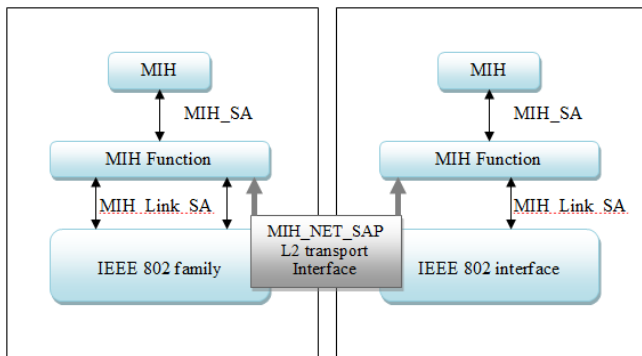 MIH
MIH_SA
MIH Function
MIH_Link_SA
IEEE 802 family
MIH_NET_SAP
L2 transport
Interface
MIH
MIH_SA
MIH Function
MIH_Link_SA
IEEE 802 interface